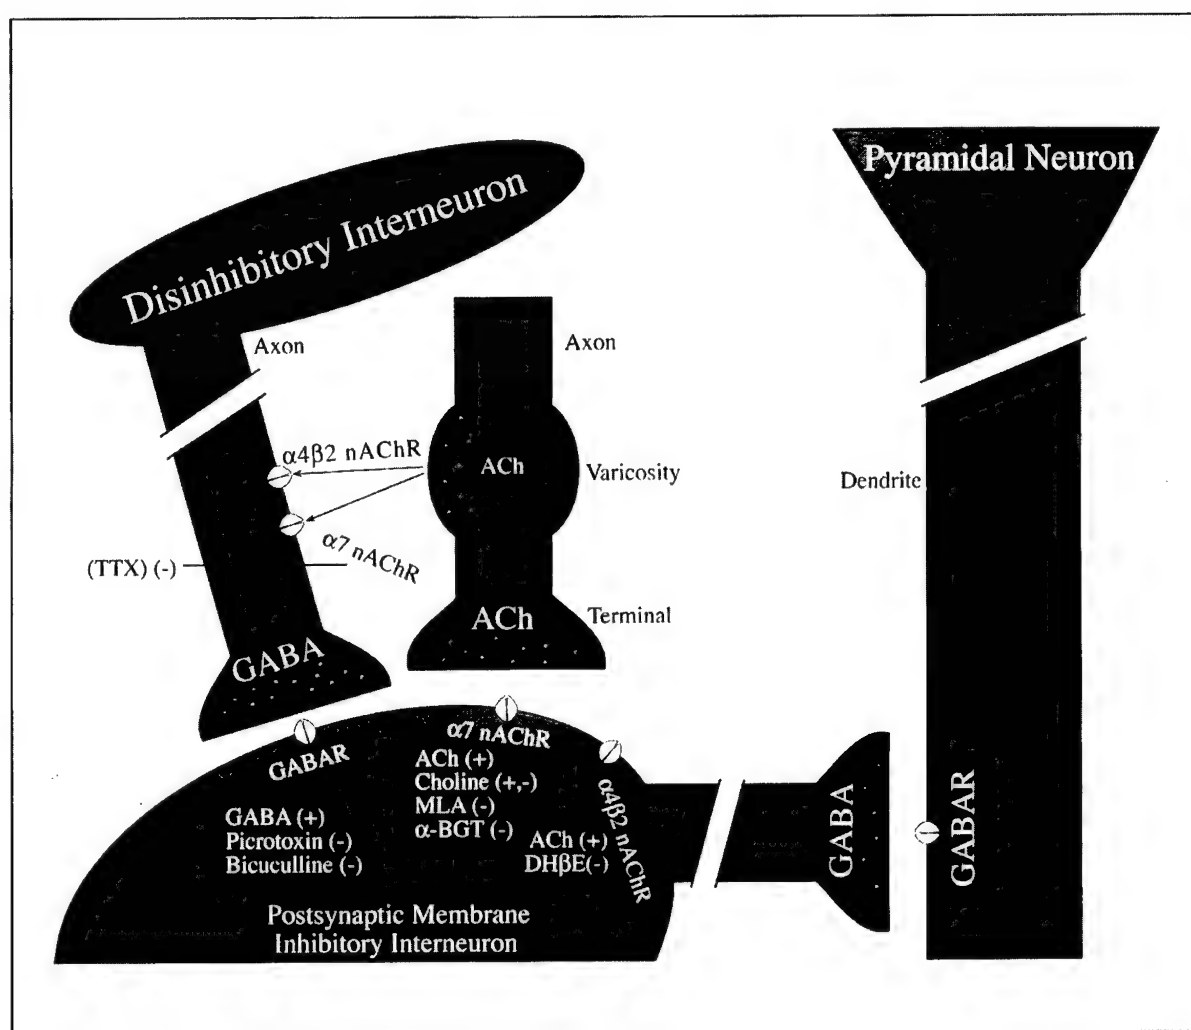 Pyramidal Neuron
Disinhibitory Interneuron
Axon
Axon
α4β2 nAChR
ACh
Varicosity
Dendrite
α7 nAChR
(TTX) (-)
ACh
Terminal
GABA
GABAR
α7 nAChR
ACh (+)
Choline (+,-)
MLA (-)
α-BGT (-)
α4β2 nAChR
GABA (+)
Picrotoxin (-)
Bicuculline (-)
ACh (+)
DHβE(-)
GABA
GABAR
Postsynaptic Membrane
Inhibitory Interneuron